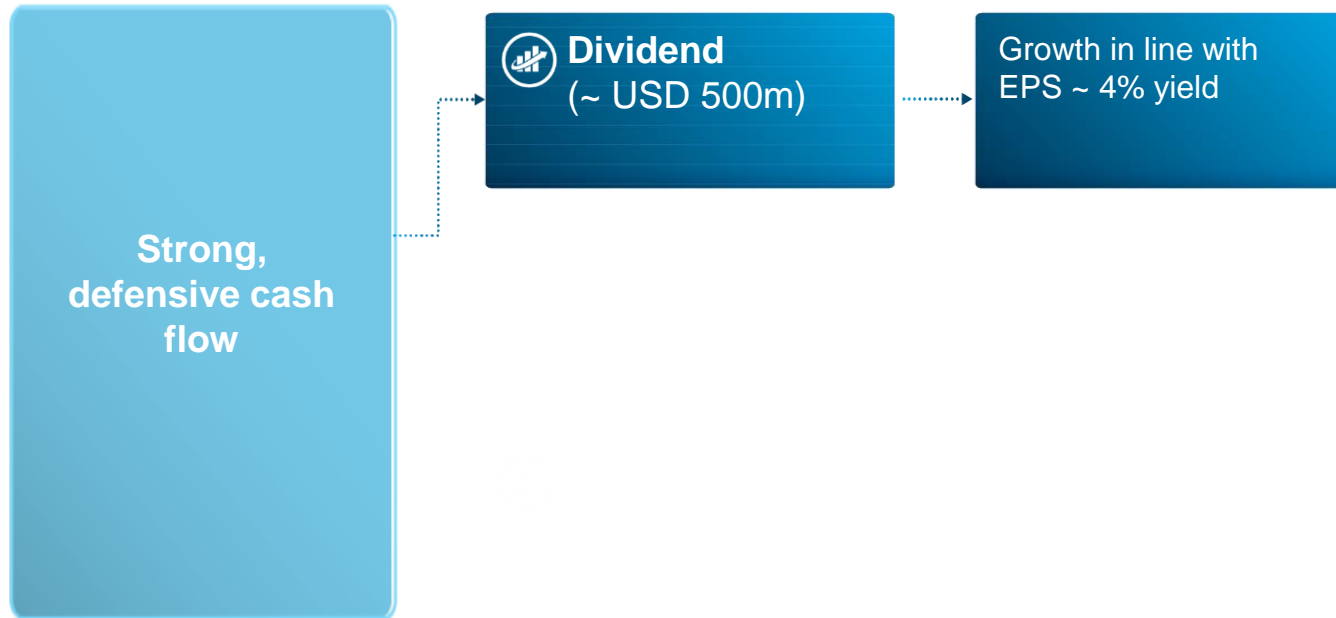 Strong,
defensive cash
flow
Dividend
(~ USD 500m)
Growth in line with
EPS ~ 4% yield